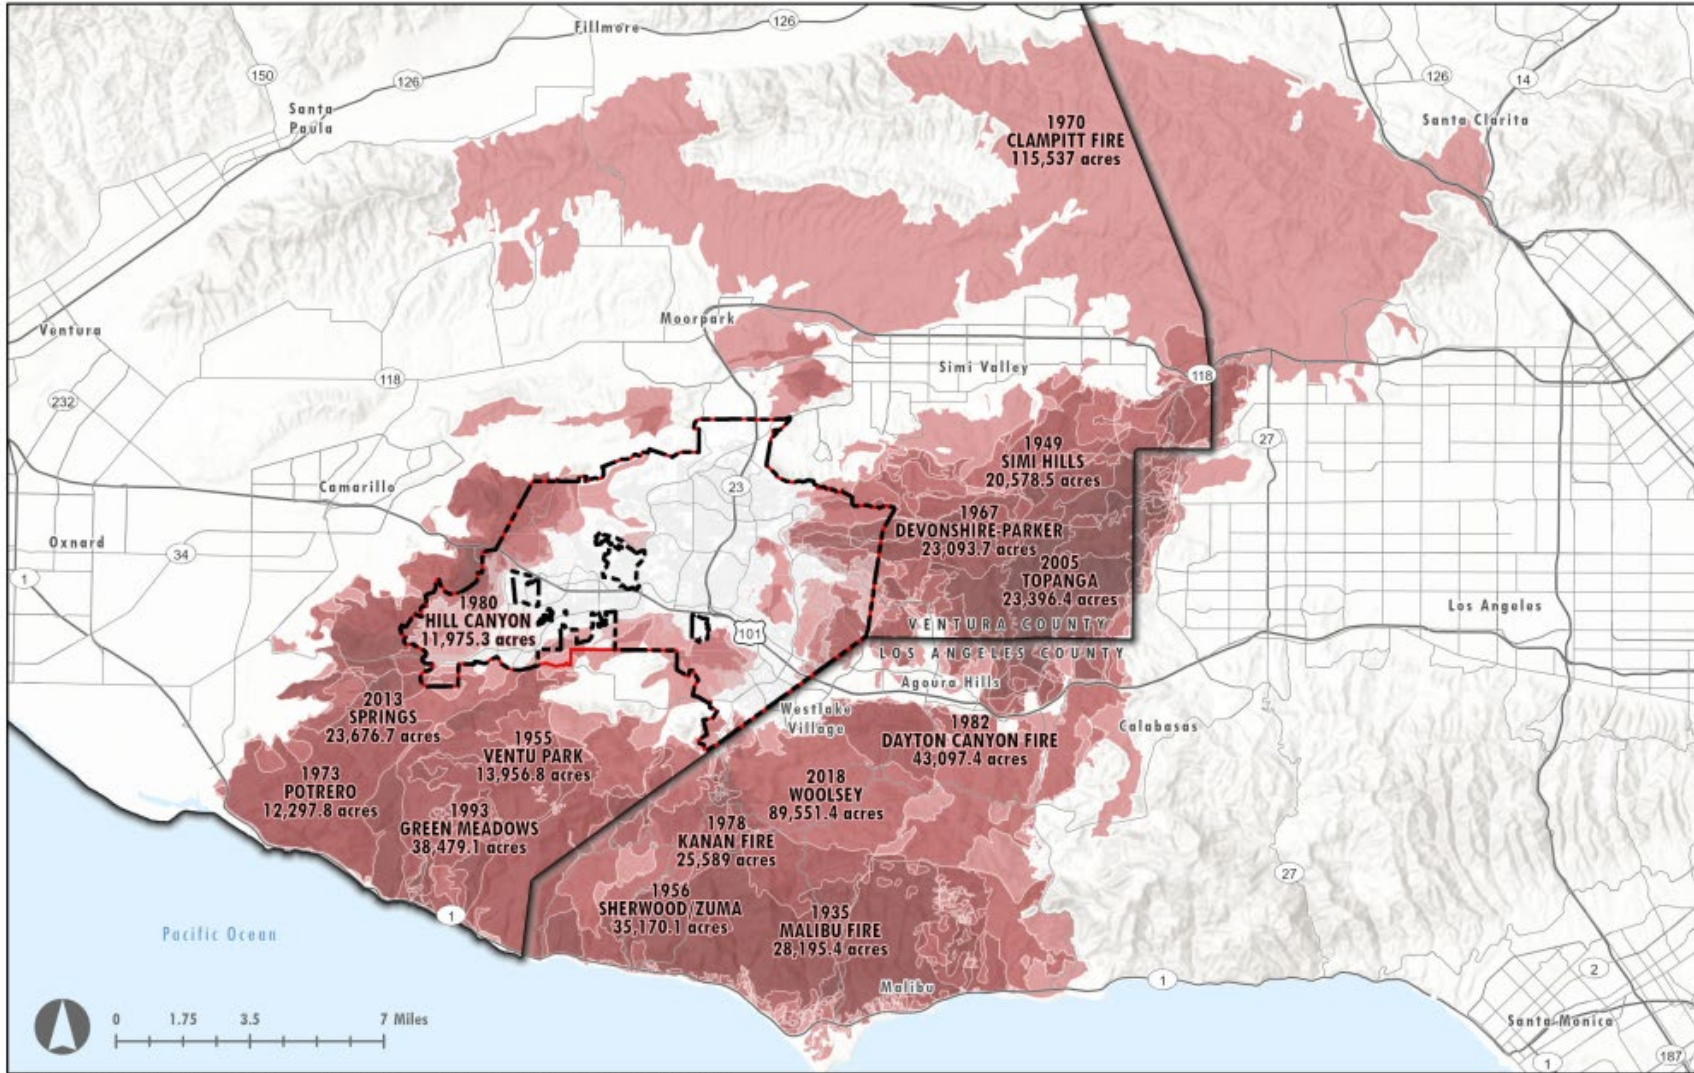 126
Fillmore
150
126
126
14
Santa
Paula
Santa Clarita
1970
CLAMPITT FIRE
115,537 acres
Moorpark
Ventura
118
Simi Valley
118
232
27
1949
SIMI HILLS
20,578.5 acres
Camarillo
23
1967
DEVONSHIRE-PARKER
23,093.7 acres
Oxnard
34
2005
TOPANGA
23,396.4 acres
1
1980
HILL CANYON
11,975.3 acres
Los Angeles
101
VENTURA COUNTY
LOS ANGELES COUNTY
Agoura Hills
2013
SPRINGS
23,676.7 acres
Westlake
Village
1982
DAYTON CANYON FIRE
43,097.4 acres
Calabasas
1955
VENTU PARK
13,956.8 acres
1973
POTRERO
12,297.8 acres
2018
WOOLSEY
89,551.4 acres
1993
GREEN MEADOWS
38,479.1 acres
1978
KANAN FIRE
25,589 acres
27
1956
SHERWOOD/ZUMA
35,170.1 acres
1935
MALIBU FIRE
28,195.4 acres
1
Pacific Ocean
Malibu
1
2
0 1.75 3.5 7 Miles
Santa Monica
1
187